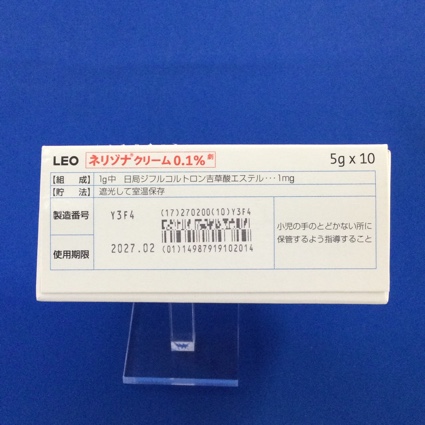 LEO ネリゾナ®クリーム0.1% 5g x 10
【組 成】 1g中 日局ジフルコルトロン吉草酸エステル･･･1mg
【貯 法】 遮光して室温保存
製造番号 Y3F4 (17)270200(10)Y3F4
使用期限 2027.02 (01)14987919102014
小児の手のとどかない所に
保管するよう指導すること